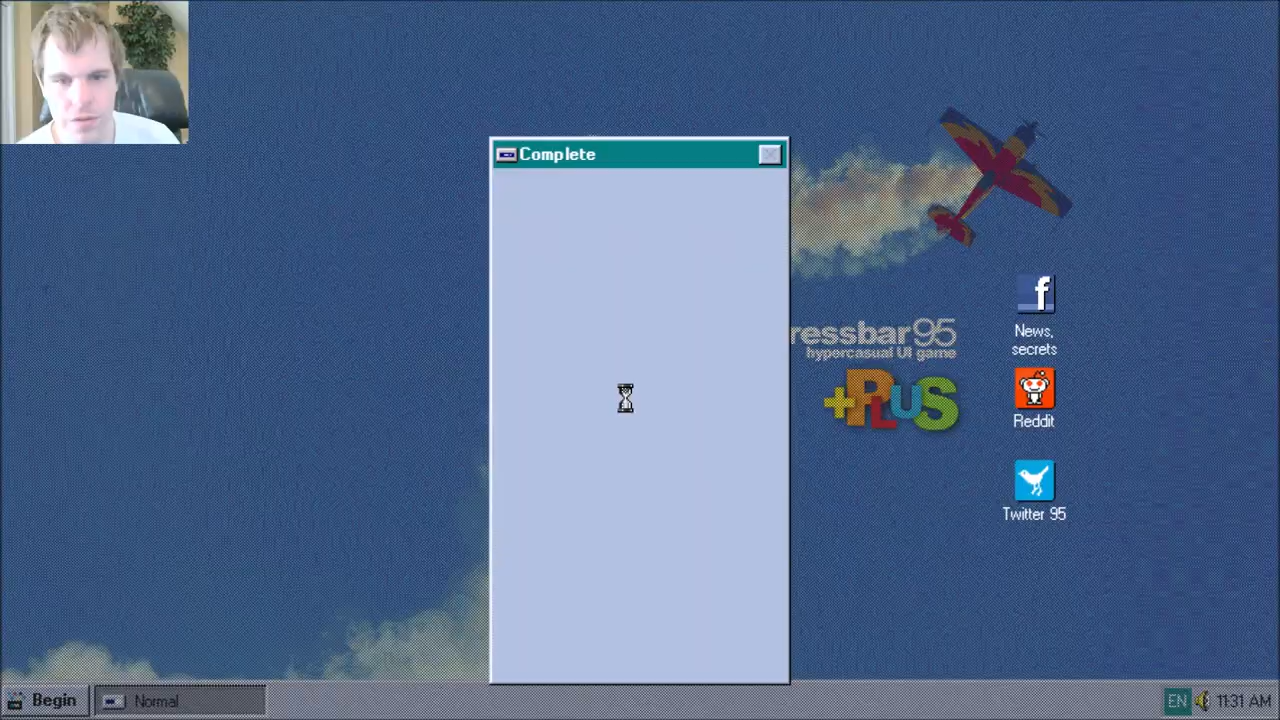 Complete
ressbar95
hypercasual UI game
+PLUS
f
News,
secrets
Reddit
Twitter 95
Begin
Normal
EN
11:31 AM